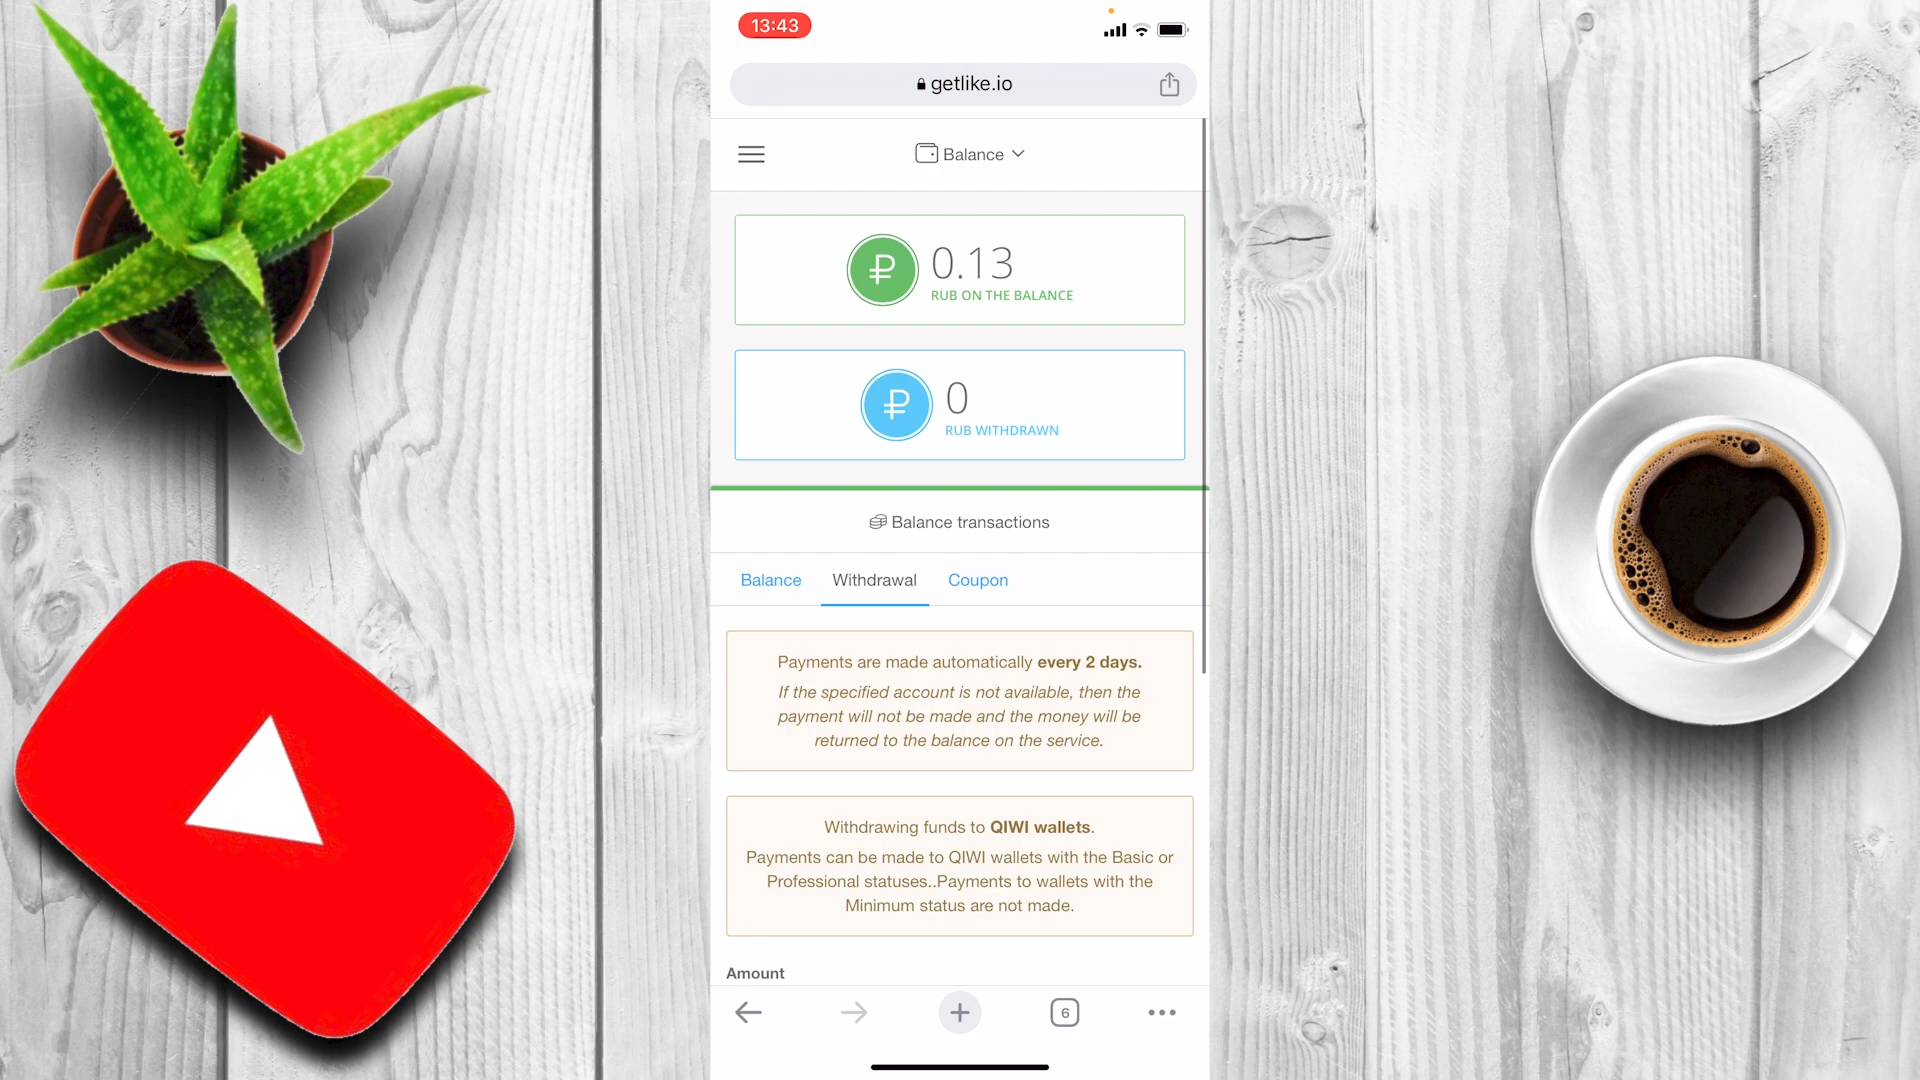 13:43
getlike.io
Balance
0.13
RUB ON THE BALANCE
0
RUB WITHDRAWN
Balance transactions
Balance Withdrawal Coupon
Payments are made automatically every 2 days.
If the specified account is not available, then the
payment will not be made and the money will be
returned to the balance on the service.
Withdrawing funds to QIWI wallets.
Payments can be made to QIWI wallets with the Basic or
Professional statuses..Payments to wallets with the
Minimum status are not made.
Amount
6